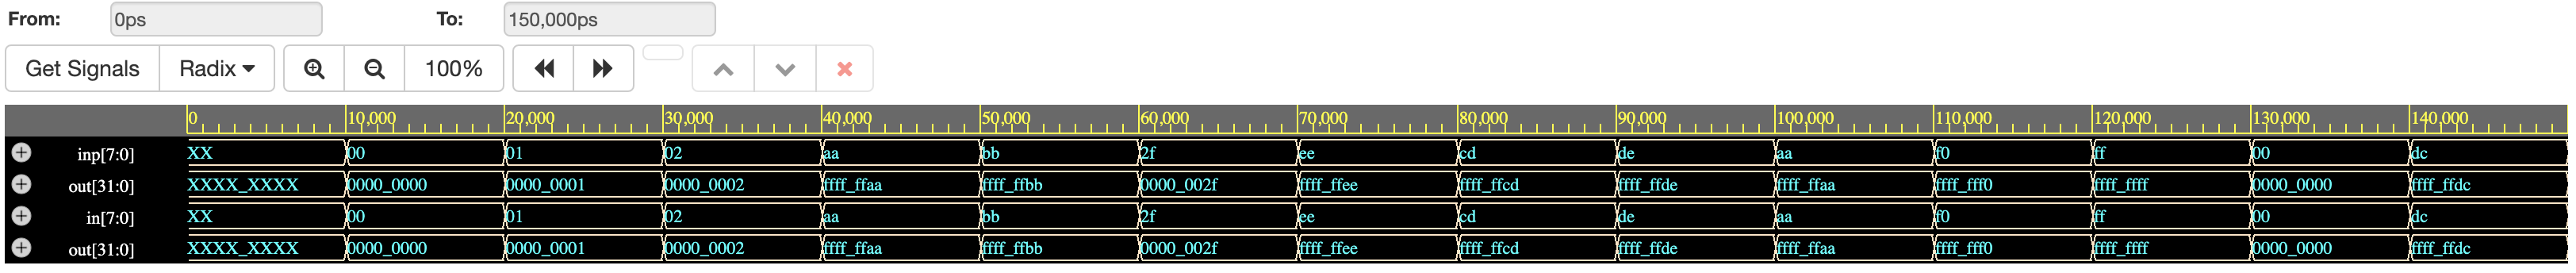 From: 0ps To: 150,000ps
Get Signals Radix 100%
0 10,000 20,000 30,000 40,000 50,000 60,000 70,000 80,000 90,000 100,000 110,000 120,000 130,000 140,000
inp[7:0] XX 00 01 02 aa bb 2f ee cd de aa f0 ff 00 dc
out[31:0] XXXX_XXXX 0000_0000 0000_0001 0000_0002 ffff_ffaa ffff_ffbb 0000_002f ffff_ffee ffff_ffcd ffff_ffde ffff_ffaa ffff_fff0 ffff_ffff 0000_0000 ffff_ffdc
in[7:0] XX 00 01 02 aa bb 2f ee cd de aa f0 ff 00 dc
out[31:0] XXXX_XXXX 0000_0000 0000_0001 0000_0002 ffff_ffaa ffff_ffbb 0000_002f ffff_ffee ffff_ffcd ffff_ffde ffff_ffaa ffff_fff0 ffff_ffff 0000_0000 ffff_ffdc